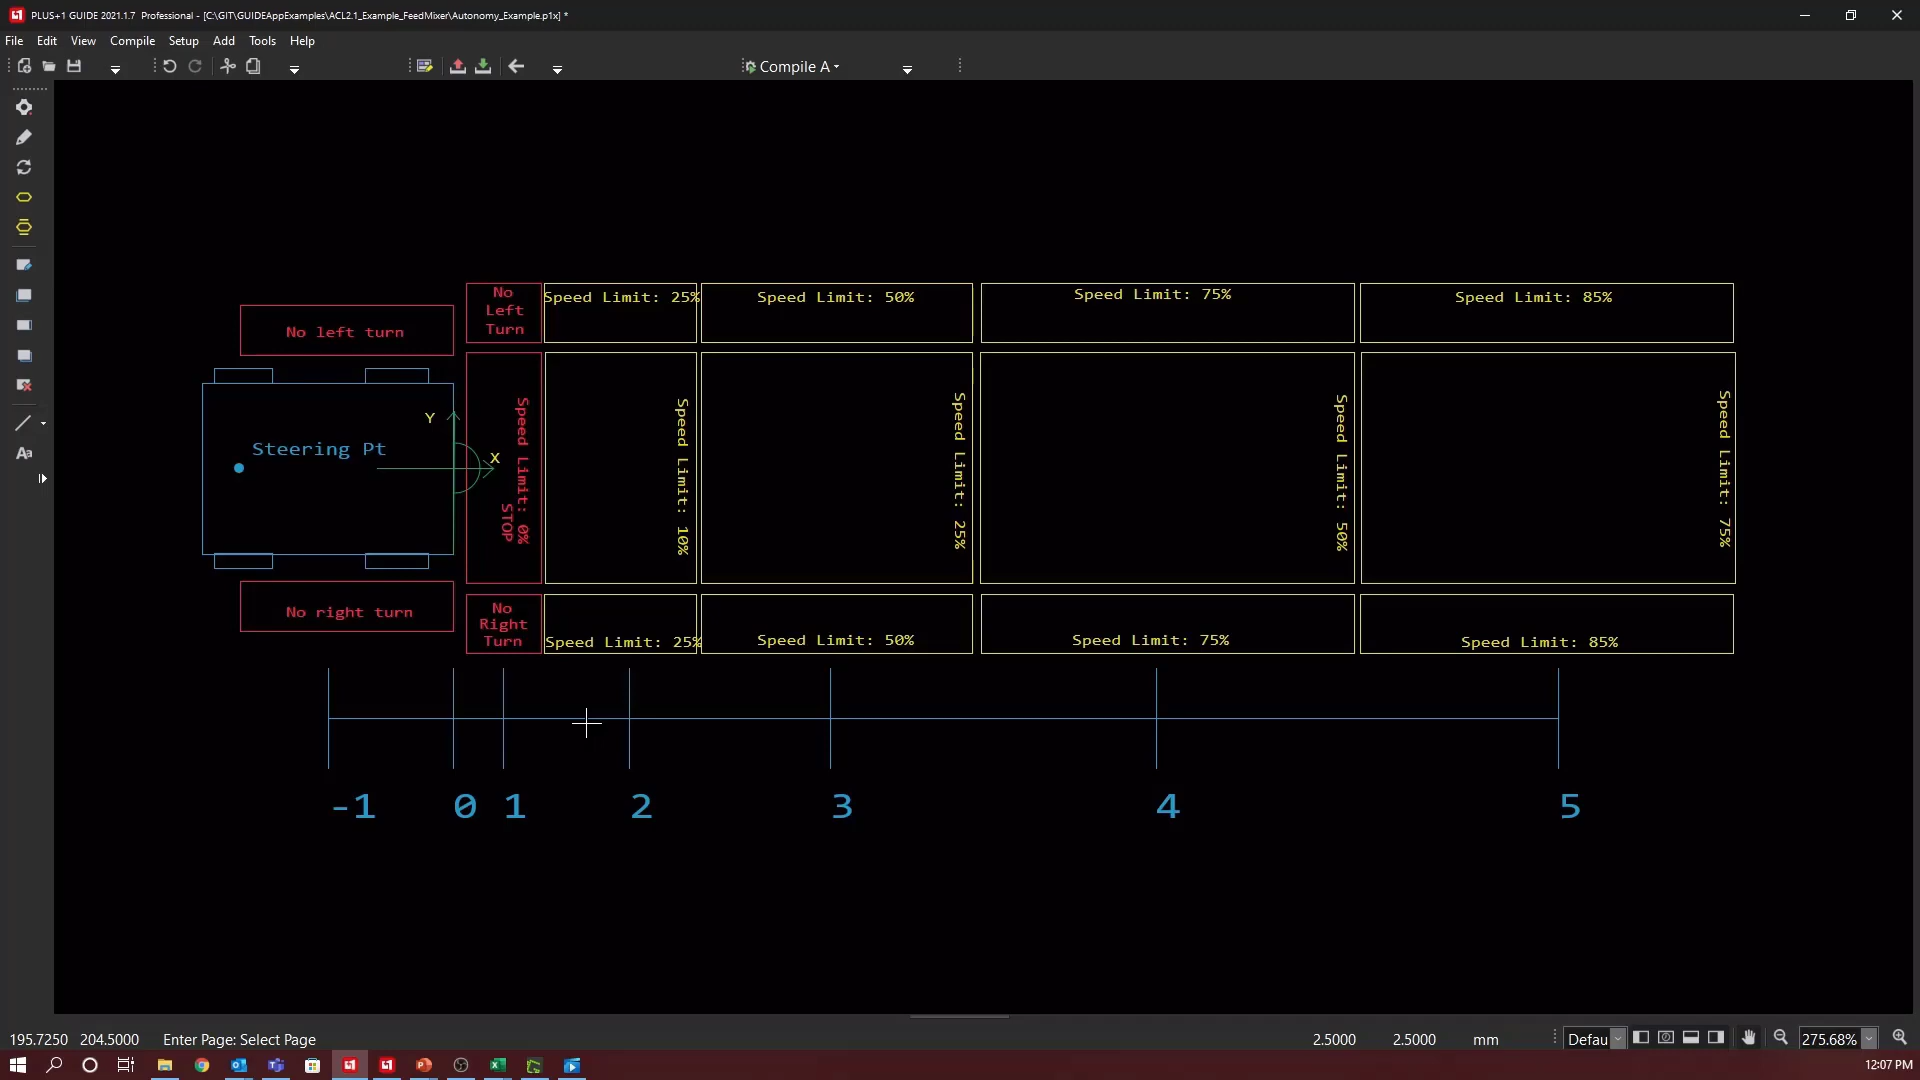 PLUS+1 GUIDE 2021.1.7 Professional - [C:\GIT\GUIDEAppExamples\ACL2.1_Example_FeedMixer\Autonomy_Example.p1x] *
File Edit View Compile Setup Add Tools Help
Compile A
No Left Turn
Speed Limit: 25%
Speed Limit: 50%
Speed Limit: 75%
Speed Limit: 85%
No left turn
Y
Steering Pt
X
Speed Limit: 0%
STOP
Speed Limit: 10%
Speed Limit: 25%
Speed Limit: 50%
Speed Limit: 75%
No right turn
No Right Turn
Speed Limit: 25%
Speed Limit: 50%
Speed Limit: 75%
Speed Limit: 85%
-1 0 1 2 3 4 5
195.7250 204.5000 Enter Page: Select Page 2.5000 2.5000 mm Defau 275.68%
12:07 PM